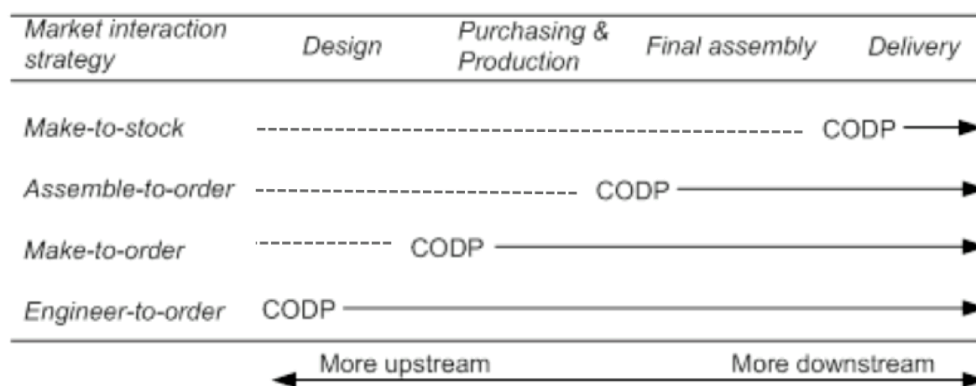 Market interaction strategy Design Purchasing & Production Final assembly Delivery
Make-to-stock CODP
Assemble-to-order CODP
Make-to-order CODP
Engineer-to-order CODP
More upstream More downstream